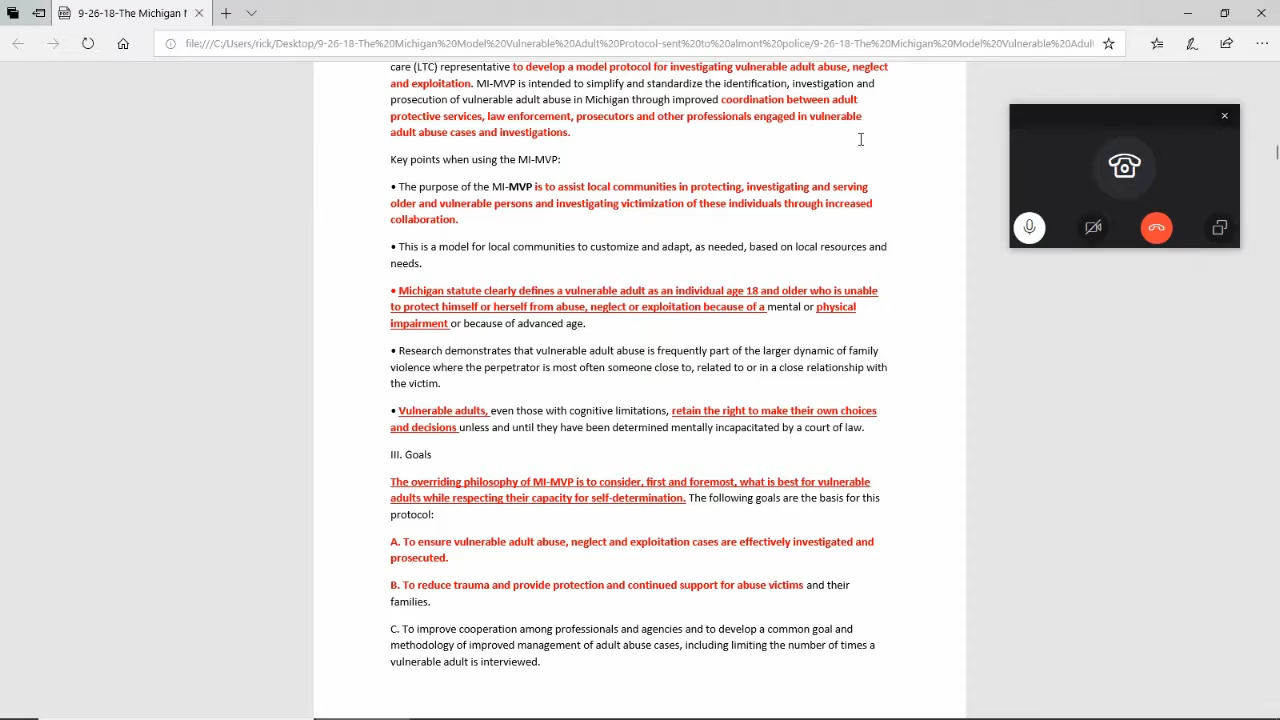 9-26-18-The Michigan M
file:///C:/Users/rick/Desktop/9-26-18-The%20Michigan%20Model%20Vulnerable%20Adult%20Protocol-sent%20to%20almont%20police/9-26-18-The%20Michigan%20Model%20Vulnerable%20Adul
care (LTC) representative to develop a model protocol for investigating vulnerable adult abuse, neglect
and exploitation. MI-MVP is intended to simplify and standardize the identification, investigation and
prosecution of vulnerable adult abuse in Michigan through improved coordination between adult
protective services, law enforcement, prosecutors and other professionals engaged in vulnerable
adult abuse cases and investigations.
Key points when using the MI-MVP:
• The purpose of the MI-MVP is to assist local communities in protecting, investigating and serving
older and vulnerable persons and investigating victimization of these individuals through increased
collaboration.
• This is a model for local communities to customize and adapt, as needed, based on local resources and
needs.
• Michigan statute clearly defines a vulnerable adult as an individual age 18 and older who is unable
to protect himself or herself from abuse, neglect or exploitation because of a mental or physical
impairment or because of advanced age.
• Research demonstrates that vulnerable adult abuse is frequently part of the larger dynamic of family
violence where the perpetrator is most often someone close to, related to or in a close relationship with
the victim.
• Vulnerable adults, even those with cognitive limitations, retain the right to make their own choices
and decisions unless and until they have been determined mentally incapacitated by a court of law.
III. Goals
The overriding philosophy of MI-MVP is to consider, first and foremost, what is best for vulnerable
adults while respecting their capacity for self-determination. The following goals are the basis for this
protocol:
A. To ensure vulnerable adult abuse, neglect and exploitation cases are effectively investigated and
prosecuted.
B. To reduce trauma and provide protection and continued support for abuse victims and their
families.
C. To improve cooperation among professionals and agencies and to develop a common goal and
methodology of improved management of adult abuse cases, including limiting the number of times a
vulnerable adult is interviewed.